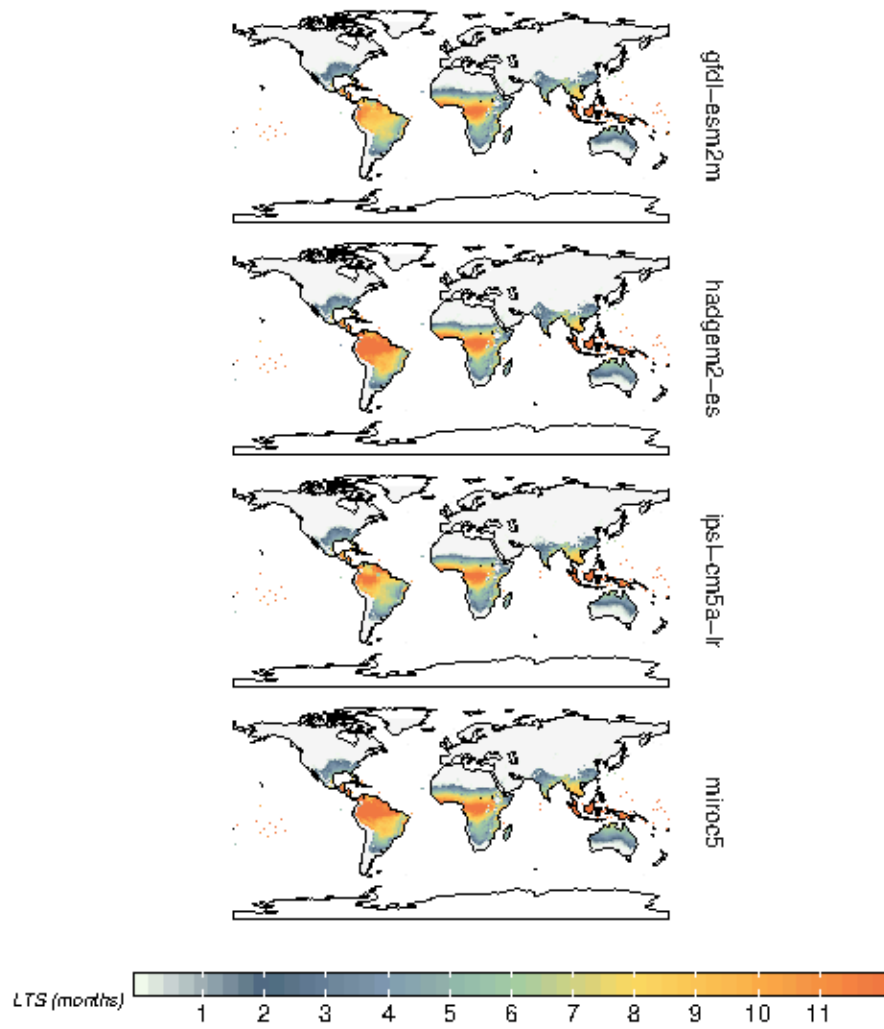 gfdl-esm2m
hadgem2-es
ipsl-cm5a-lr
miroc5
LTS (months)
1 2 3 4 5 6 7 8 9 10 11